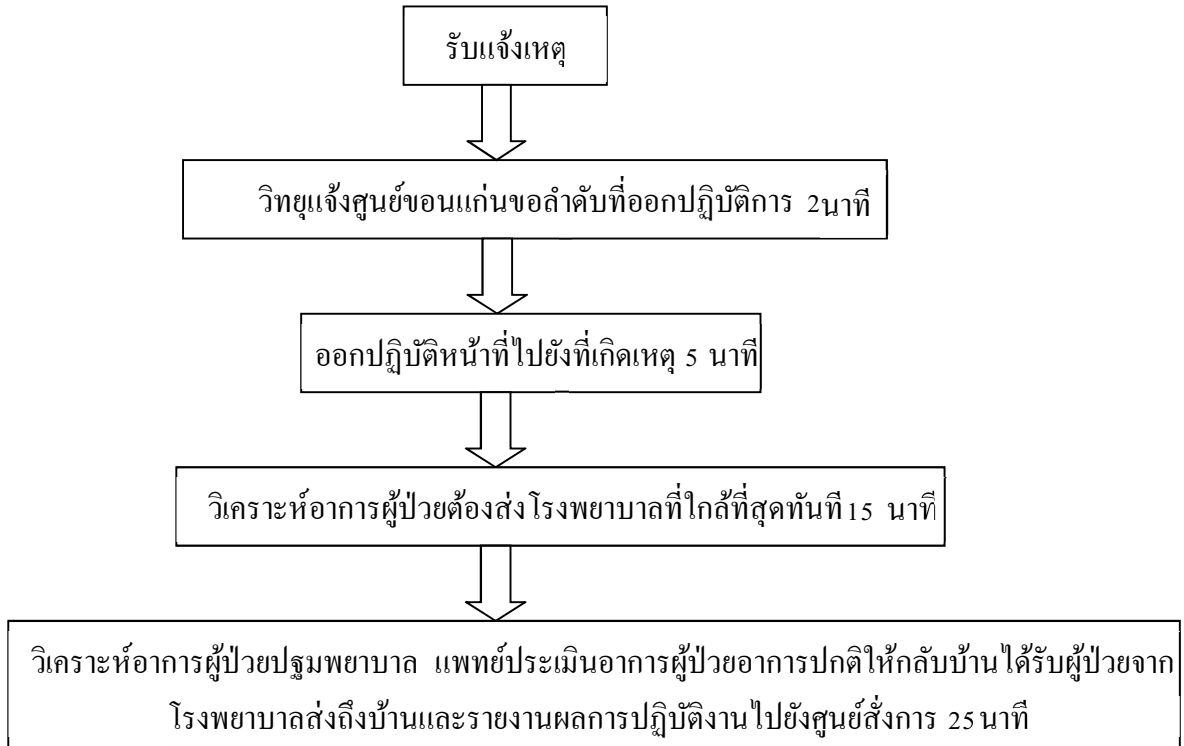 รับแจ้งเหตุ
วิทยุแจ้งศูนย์ขอนแก่นขอลำดับที่ออกปฏิบัติการ 2นาที
ออกปฏิบัติหน้าที่ไปยังที่เกิดเหตุ 5 นาที
วิเคราะห์อาการผู้ป่วยต้องส่งโรงพยาบาลที่ใกล้ที่สุดทันที15 นาที
วิเคราะห์อาการผู้ป่วยปฐมพยาบาล แพทย์ประเมินอาการผู้ป่วยอาการปกติให้กลับบ้านได้รับผู้ป่วยจาก
โรงพยาบาลส่งถึงบ้านและรายงานผลการปฏิบัติงานไปยังศูนย์สั่งการ 25นาที